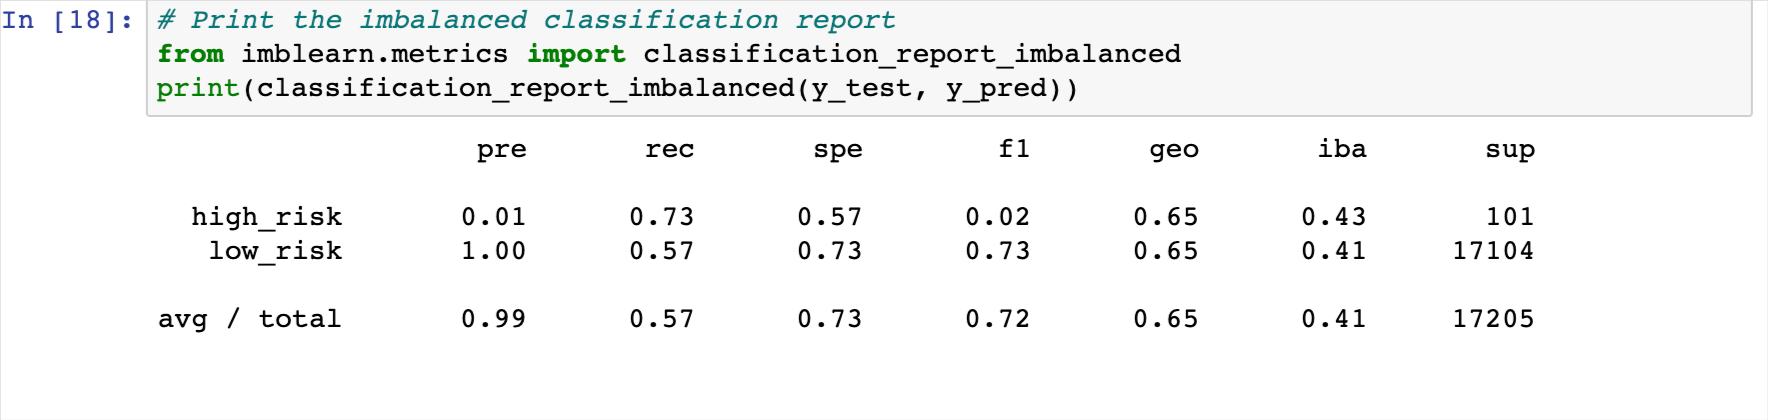 In [18]: # Print the imbalanced classification report
from imblearn.metrics import classification_report_imbalanced
print(classification_report_imbalanced(y_test, y_pred))
pre rec spe f1 geo iba sup
high_risk 0.01 0.73 0.57 0.02 0.65 0.43 101
low_risk 1.00 0.57 0.73 0.73 0.65 0.41 17104
avg / total 0.99 0.57 0.73 0.72 0.65 0.41 17205